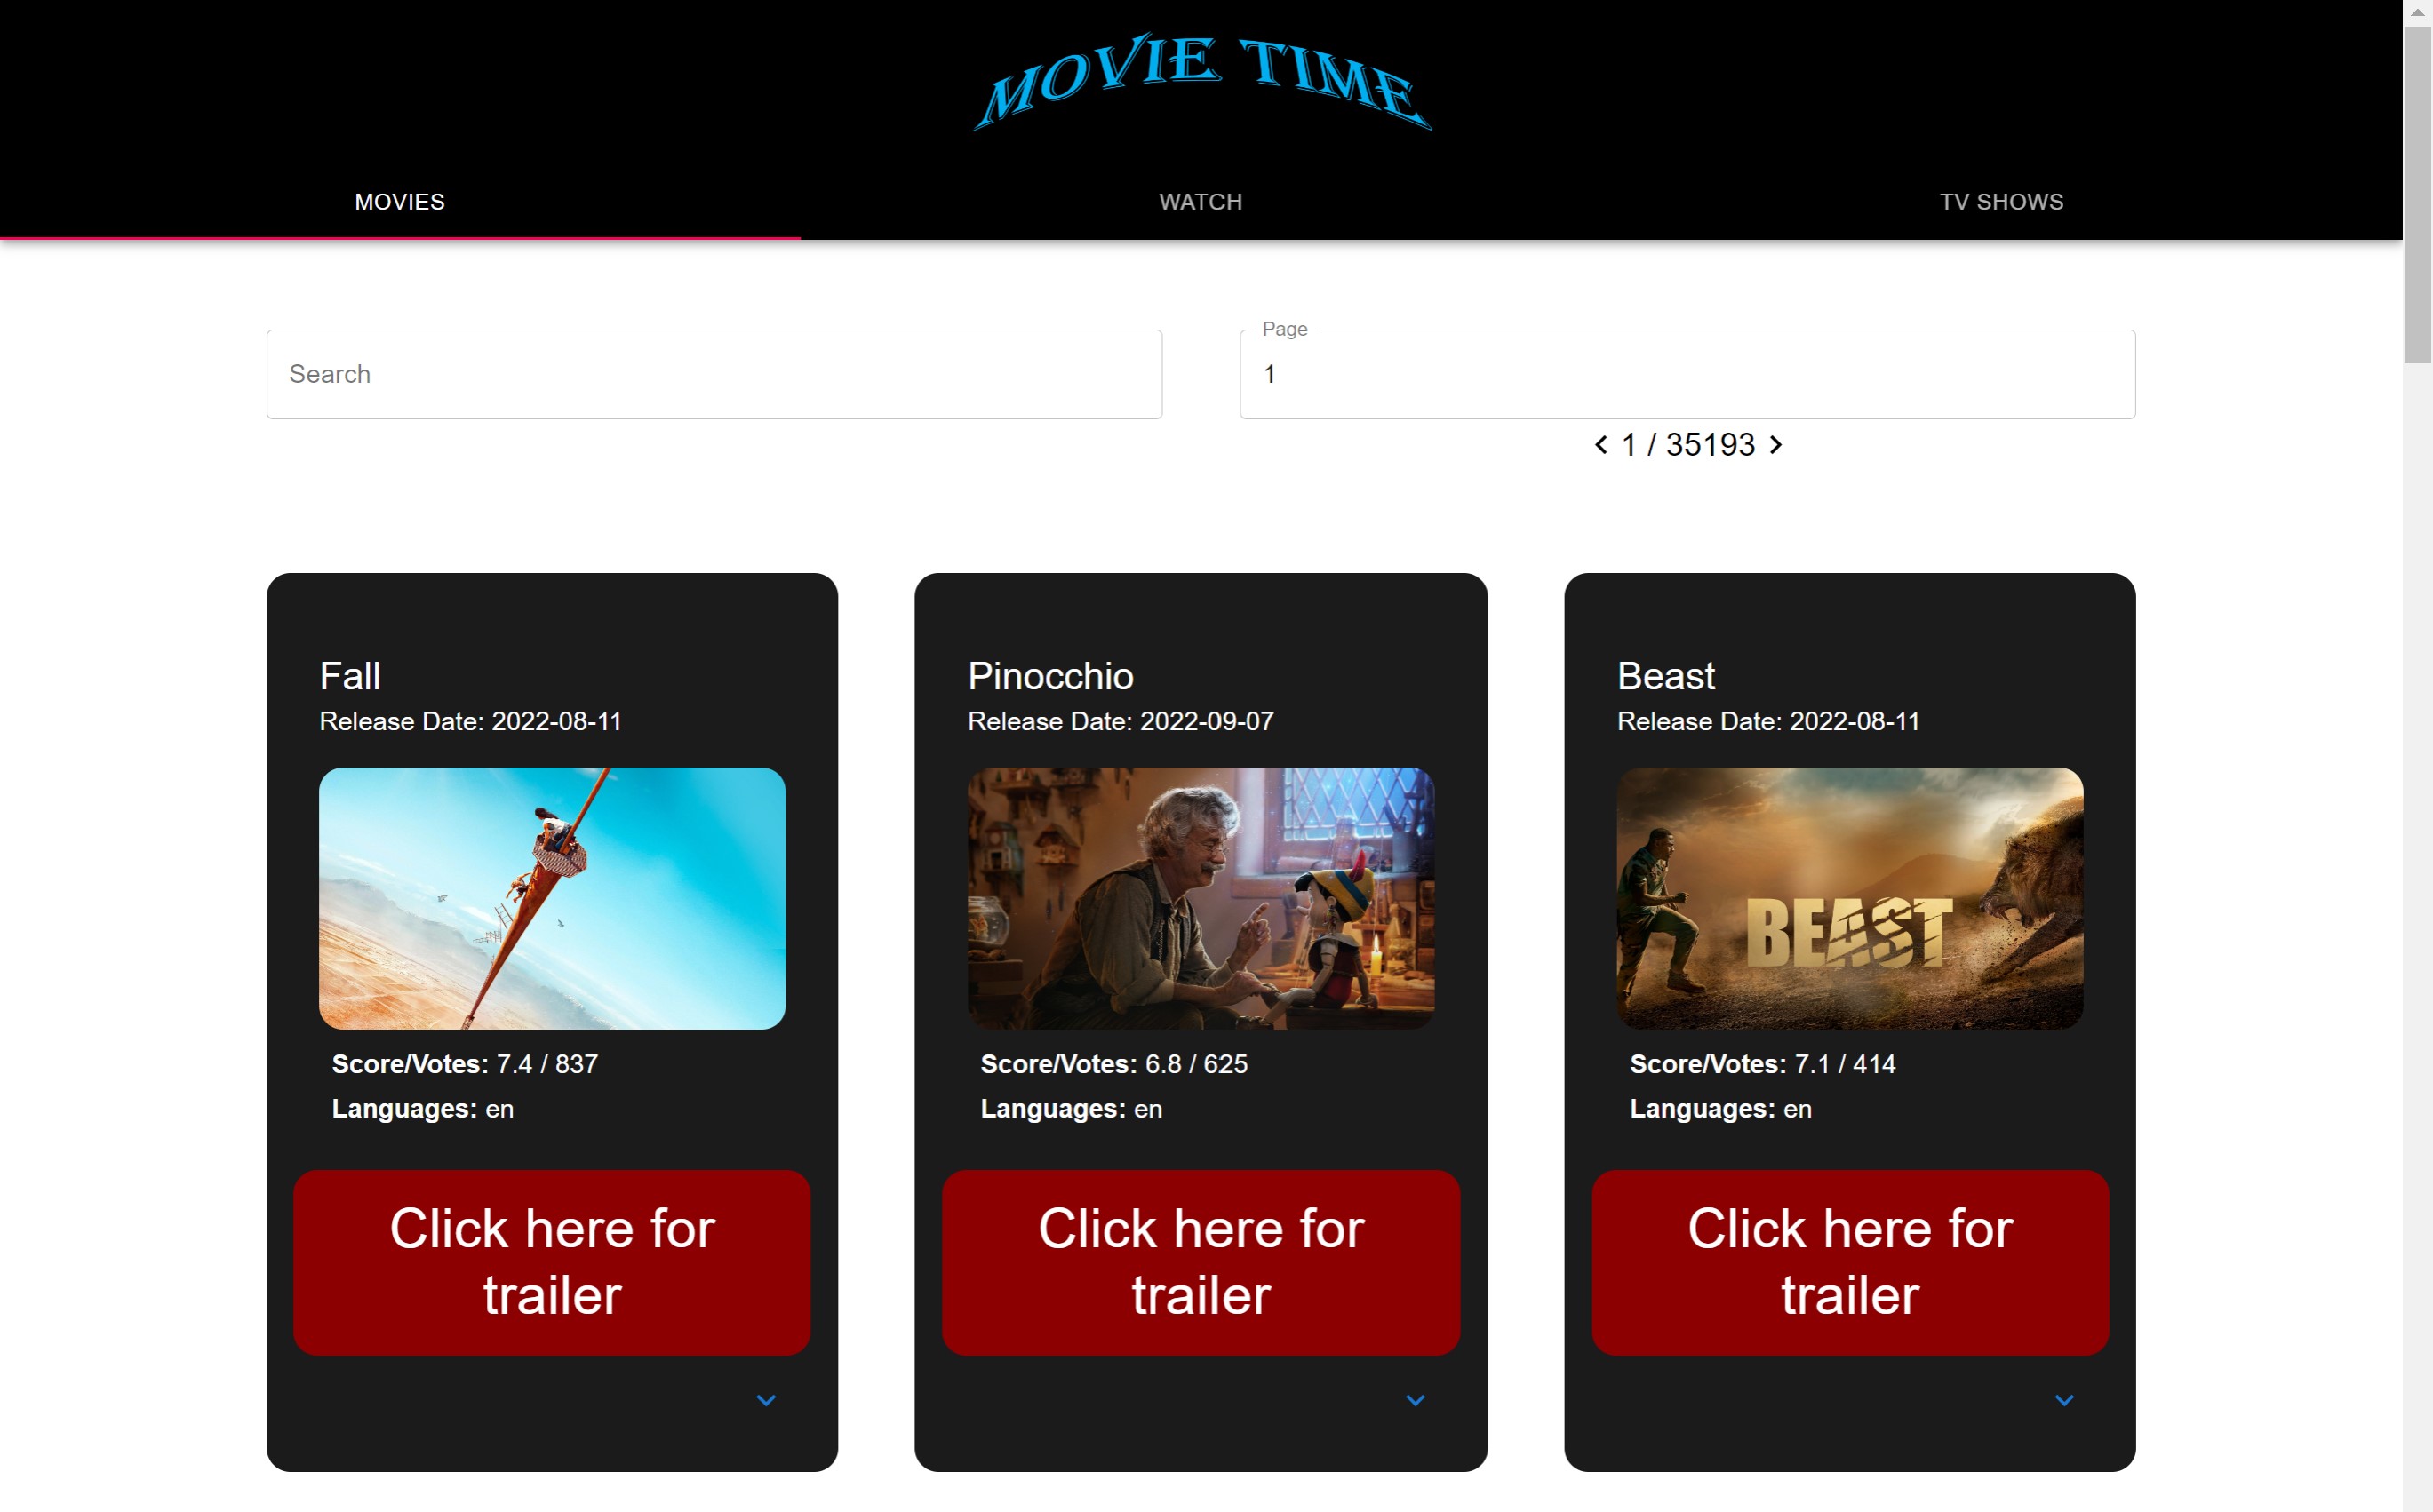 MOVIE TIME
MOVIES
WATCH
TV SHOWS
Search
Page
1
1 / 35193
Fall
Release Date: 2022-08-11
Score/Votes: 7.4 / 837
Languages: en
Click here for
trailer
Pinocchio
Release Date: 2022-09-07
Score/Votes: 6.8 / 625
Languages: en
Click here for
trailer
Beast
Release Date: 2022-08-11
BEAST
Score/Votes: 7.1 / 414
Languages: en
Click here for
trailer